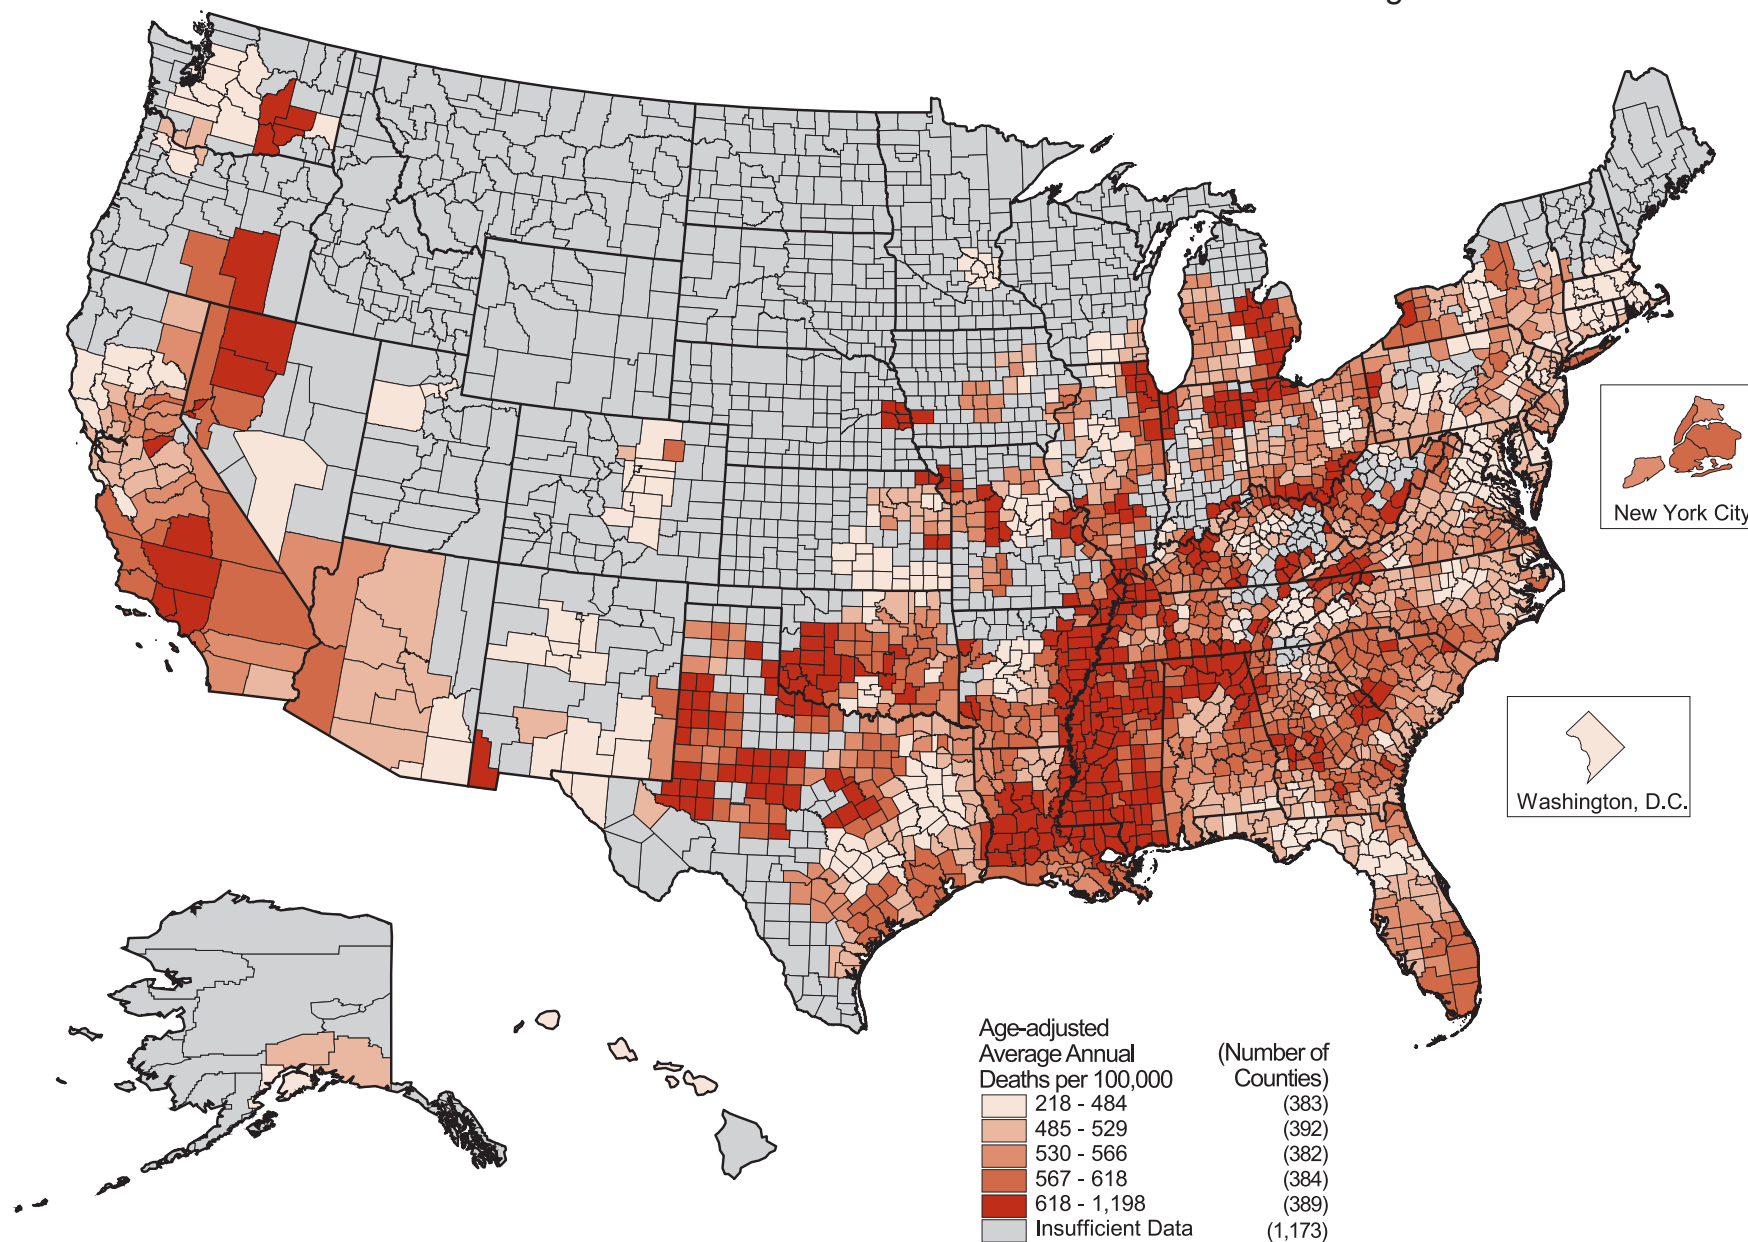 New York City
Washington, D.C.
Age-adjusted
Average Annual (Number of
Deaths per 100,000 Counties)
218 - 484 (383)
485 - 529 (392)
530 - 566 (382)
567 - 618 (384)
618 - 1,198 (389)
Insufficient Data (1,173)